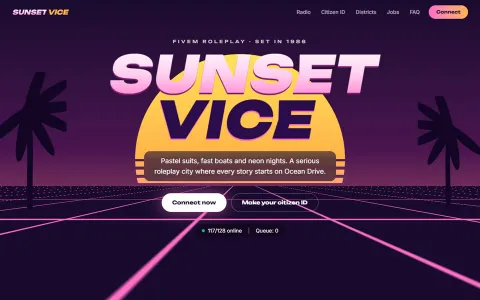 SUNSET VICE
Radio
Citizen ID
Districts
Jobs
FAQ
Connect
FIVEM ROLEPLAY · SET IN 1986
SUNSET
VICE
Pastel suits, fast boats and neon nights. A serious
roleplay city where every story starts on Ocean Drive.
Connect now
Make your citizen ID
117/128 online
Queue: 0